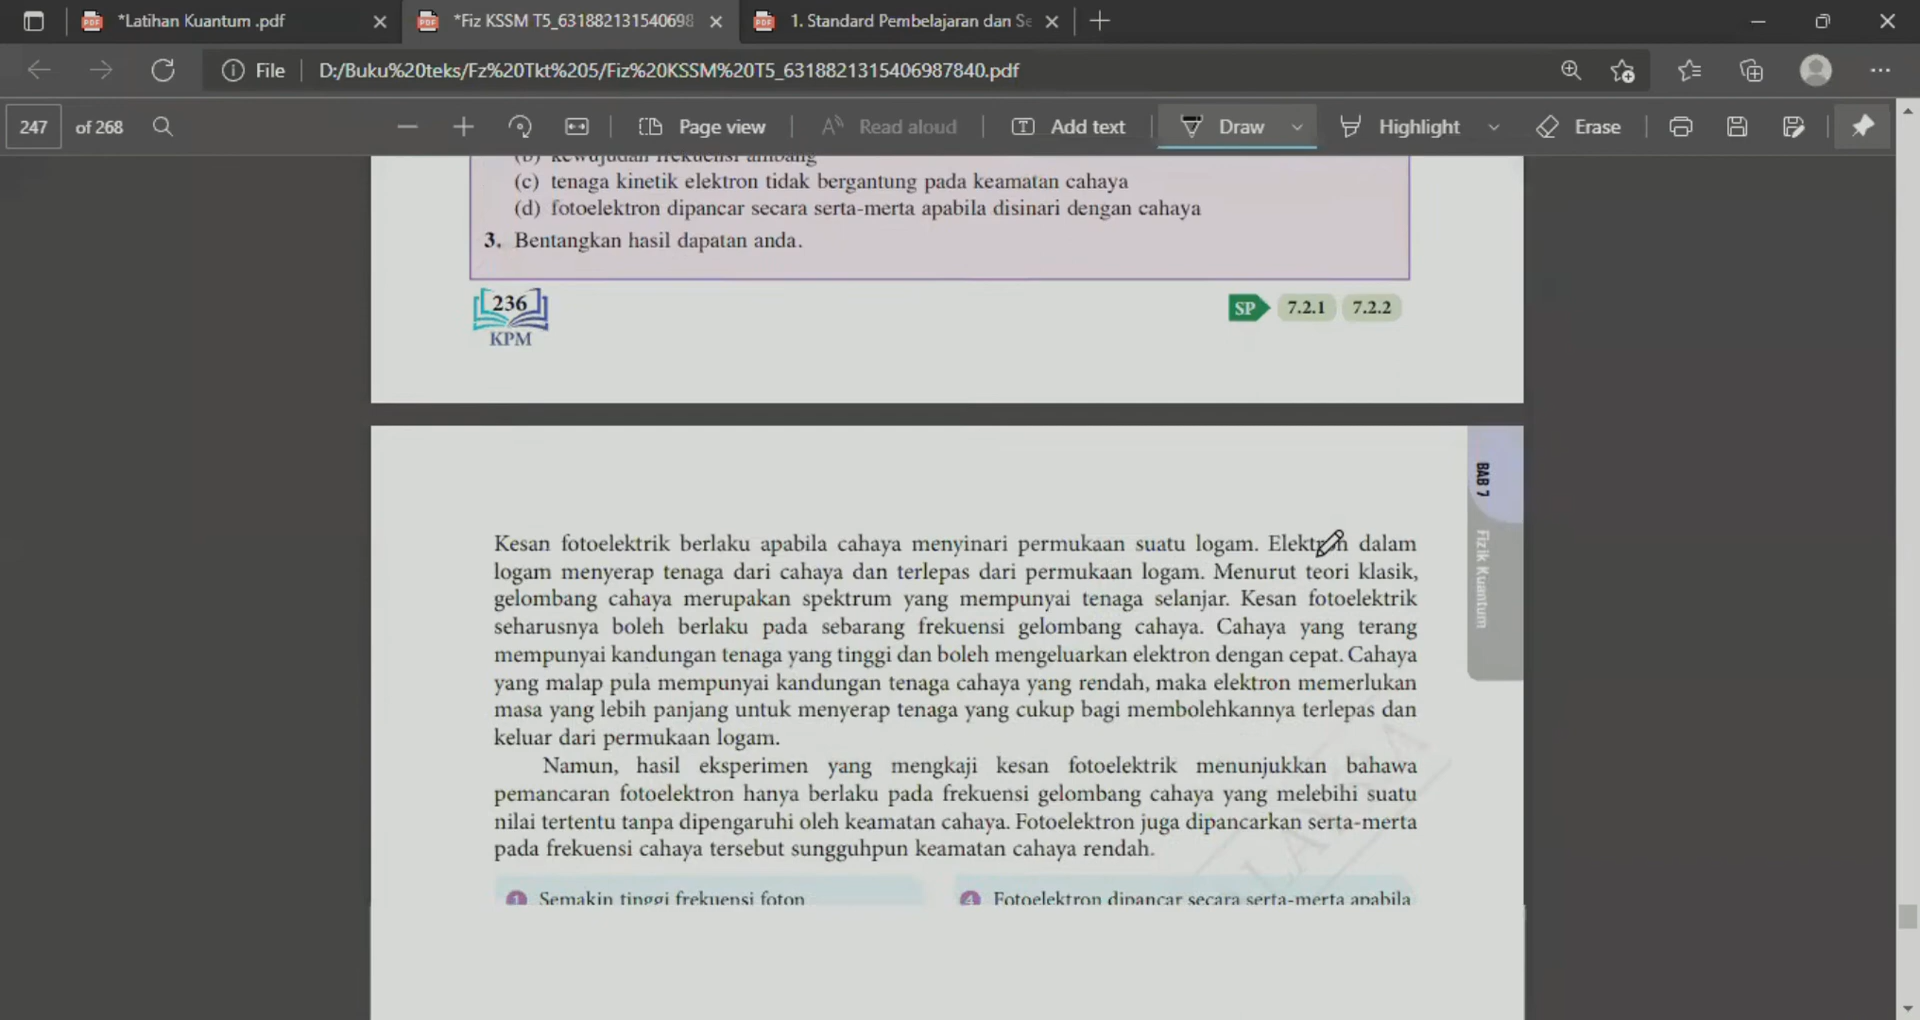 *Latihan Kuantum .pdf
*Fiz KSSM T5_631882131540698
1. Standard Pembelajaran dan Se
File
D:/Buku%20teks/Fz%20Tkt%205/Fiz%20KSSM%20T5_6318821315406987840.pdf
247 of 268
Page view
Read aloud
Add text
Draw
Highlight
Erase
(b) kewujudan frekuensi ambang
(c) tenaga kinetik elektron tidak bergantung pada keamatan cahaya
(d) fotoelektron dipancar secara serta-merta apabila disinari dengan cahaya
3. Bentangkan hasil dapatan anda.
236
KPM
SP 7.2.1 7.2.2
BAB 7
Fizik Kuantum
Kesan fotoelektrik berlaku apabila cahaya menyinari permukaan suatu logam. Elektron dalam
logam menyerap tenaga dari cahaya dan terlepas dari permukaan logam. Menurut teori klasik,
gelombang cahaya merupakan spektrum yang mempunyai tenaga selanjar. Kesan fotoelektrik
seharusnya boleh berlaku pada sebarang frekuensi gelombang cahaya. Cahaya yang terang
mempunyai kandungan tenaga yang tinggi dan boleh mengeluarkan elektron dengan cepat. Cahaya
yang malap pula mempunyai kandungan tenaga cahaya yang rendah, maka elektron memerlukan
masa yang lebih panjang untuk menyerap tenaga yang cukup bagi membolehkannya terlepas dan
keluar dari permukaan logam.
Namun, hasil eksperimen yang mengkaji kesan fotoelektrik menunjukkan bahawa
pemancaran fotoelektron hanya berlaku pada frekuensi gelombang cahaya yang melebihi suatu
nilai tertentu tanpa dipengaruhi oleh keamatan cahaya. Fotoelektron juga dipancarkan serta-merta
pada frekuensi cahaya tersebut sungguhpun keamatan cahaya rendah.
1 Semakin tinggi frekuensi foton
4 Fotoelektron dipancar secara serta-merta apabila